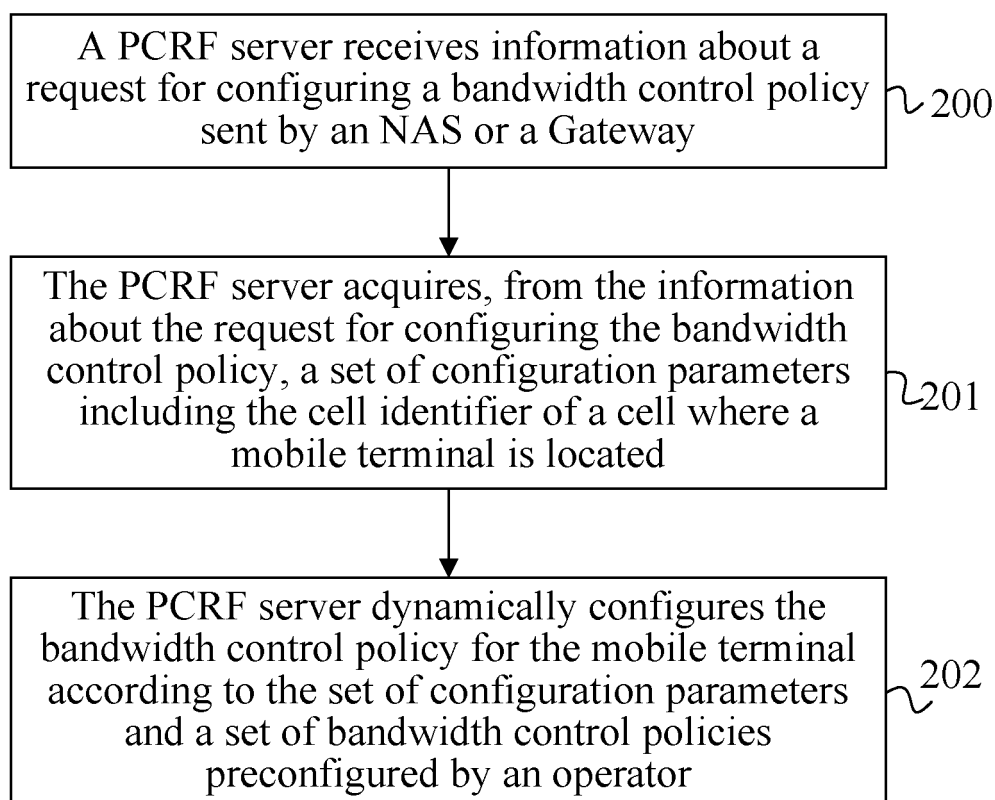 A PCRF server receives information about a
request for configuring a bandwidth control policy
sent by an NAS or a Gateway
200
The PCRF server acquires, from the information
about the request for configuring the bandwidth
control policy, a set of configuration parameters
including the cell identifier of a cell where a
mobile terminal is located
201
The PCRF server dynamically configures the
bandwidth control policy for the mobile terminal
according to the set of configuration parameters
and a set of bandwidth control policies
preconfigured by an operator
202